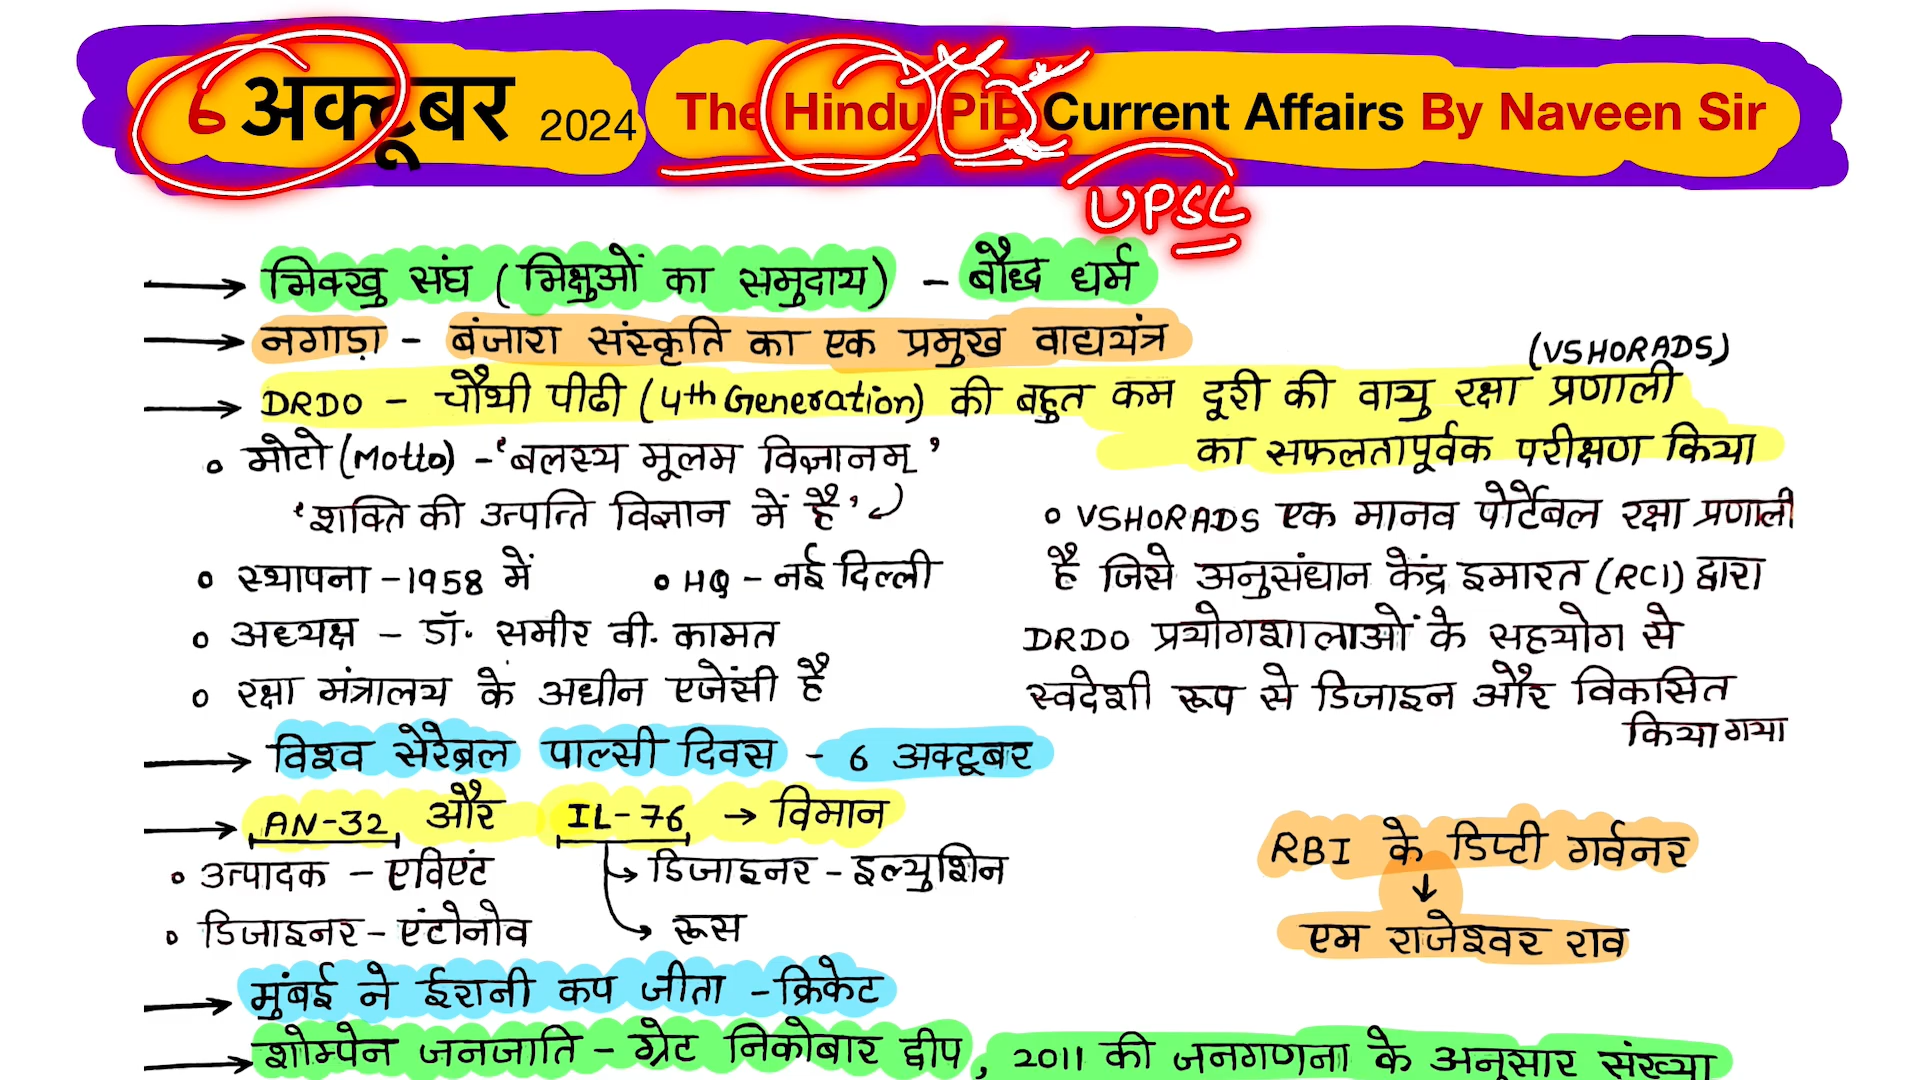 6 अक्टूबर 2024 The Hindu PiB Current Affairs By Naveen Sir
UPSC
भिक्खु संघ (भिक्षुओं का समुदाय) - बौद्ध धर्म
नगाड़ा - बंजारा संस्कृति का एक प्रमुख वाद्ययंत्र
(VSHORADS)
DRDO - चौथी पीढी (4th Generation) की बहुत कम दूरी की वायु रक्षा प्रणाली
का सफलतापूर्वक परीक्षण किया
मोटो (Motto) - 'बलस्य मूलम विज्ञानम्'
'शक्ति की उत्पत्ति विज्ञान में है'
स्थापना - 1958 में
HQ - नई दिल्ली
अध्यक्ष - डॉ. समीर वी. कामत
रक्षा मंत्रालय के अधीन एजेंसी है
VSHORADS एक मानव पोर्टेबल रक्षा प्रणाली
है जिसे अनुसंधान केंद्र इमारत (RCI) द्वारा
DRDO प्रयोगशालाओं के सहयोग से
स्वदेशी रूप से डिजाइन और विकसित
किया गया
विश्व सेरेब्रल पाल्सी दिवस - 6 अक्टूबर
AN-32 और IL-76 → विमान
उत्पादक - एविएंट
डिजाइनर - एंटोनोव
डिजाइनर - इल्युशिन
रूस
RBI के डिप्टी गर्वनर
↓
एम राजेश्वर राव
मुंबई ने ईरानी कप जीता - क्रिकेट
शोम्पेन जनजाति - ग्रेट निकोबार द्वीप, 2011 की जनगणना के अनुसार संख्या